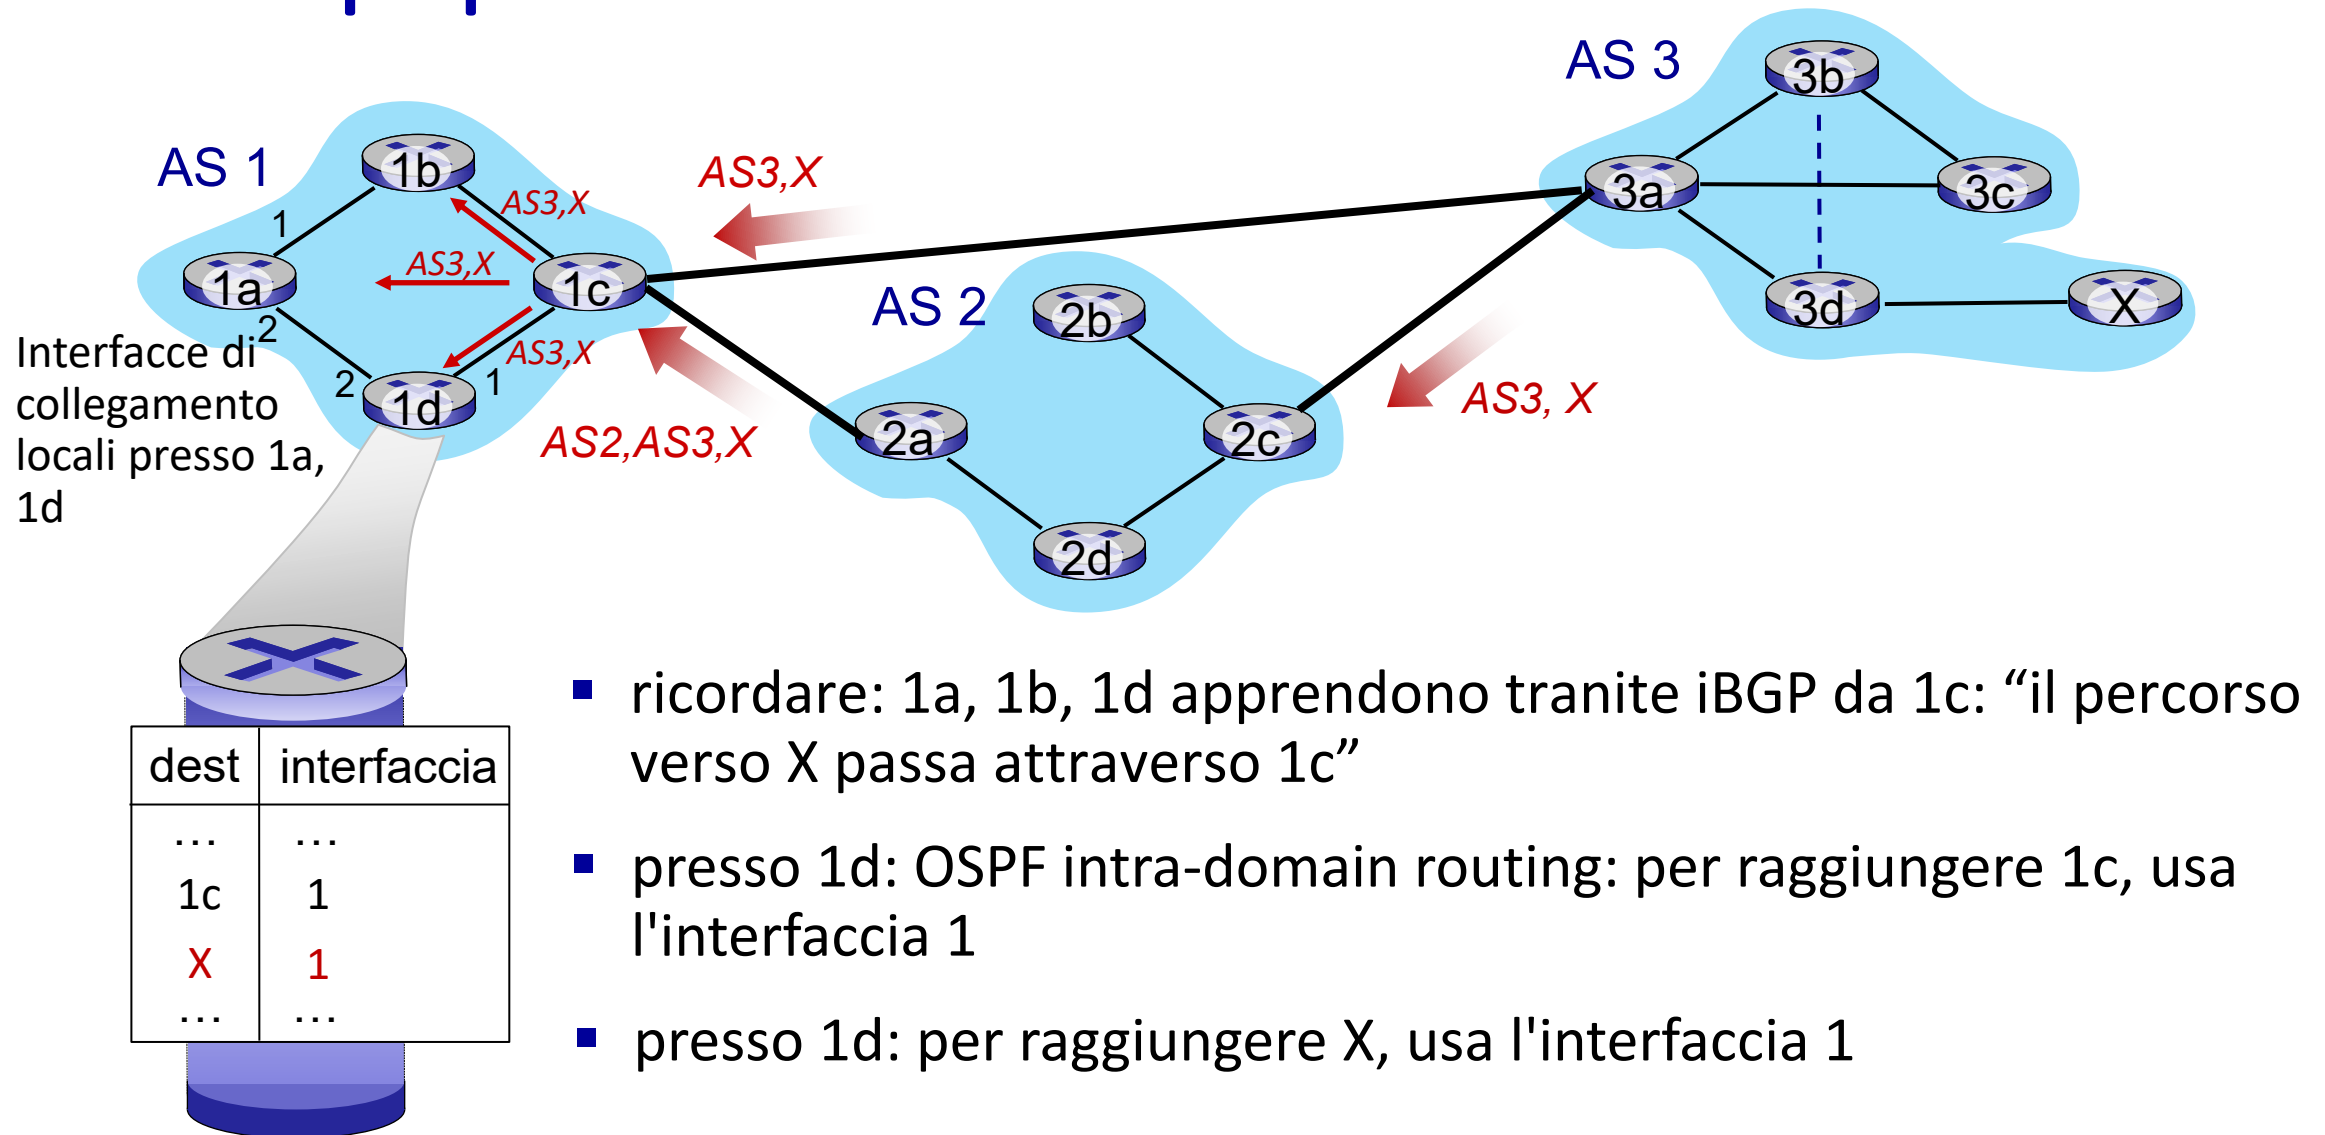 AS 3
3b
3a
3c
3d
X
AS 1
1b
1a
1c
1d
1
2
2
1
AS3,X
AS3,X
AS3,X
AS3,X
AS2,AS3,X
AS3, X
AS 2
2b
2a
2c
2d
Interfacce di
collegamento
locali presso 1a,
1d
dest interfaccia
... ...
1c 1
X 1
... ...
ricordare: 1a, 1b, 1d apprendono tranite iBGP da 1c: “il percorso
verso X passa attraverso 1c”
presso 1d: OSPF intra-domain routing: per raggiungere 1c, usa
l'interfaccia 1
presso 1d: per raggiungere X, usa l'interfaccia 1